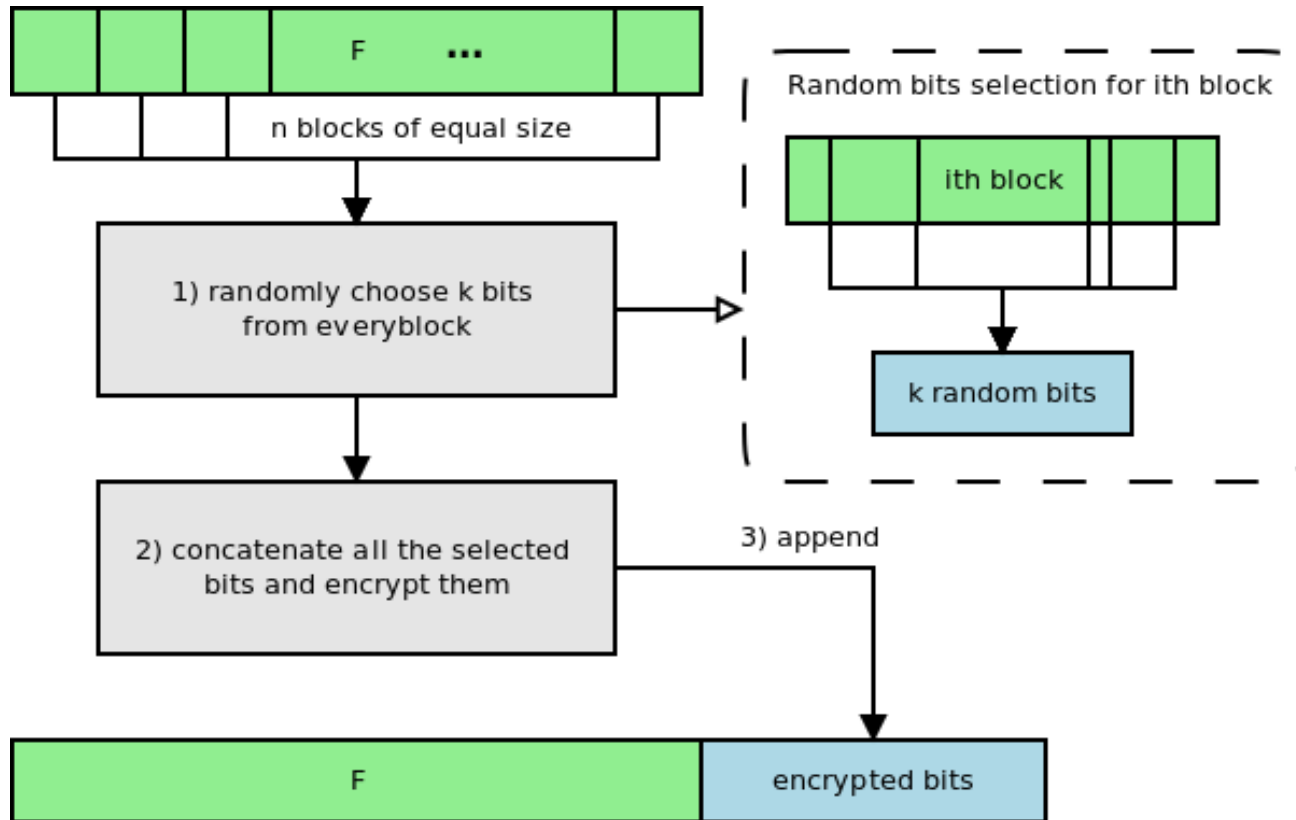 F ...
n blocks of equal size
Random bits selection for ith block
ith block
1) randomly choose k bits
from everyblock
k random bits
2) concatenate all the selected
bits and encrypt them
3) append
F
encrypted bits